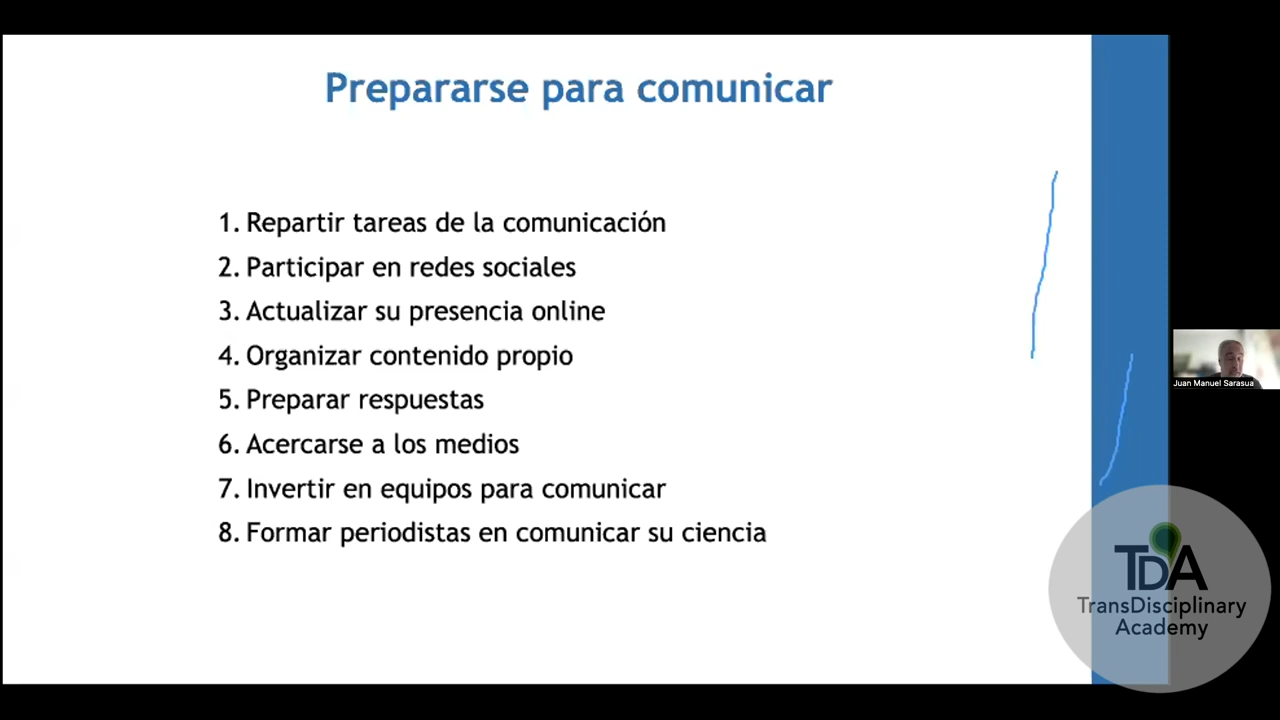 Prepararse para comunicar
1. Repartir tareas de la comunicación
2. Participar en redes sociales
3. Actualizar su presencia online
4. Organizar contenido propio
5. Preparar respuestas
6. Acercarse a los medios
7. Invertir en equipos para comunicar
8. Formar periodistas en comunicar su ciencia
Juan Manuel Sarasua
TDA
TransDisciplinary
Academy